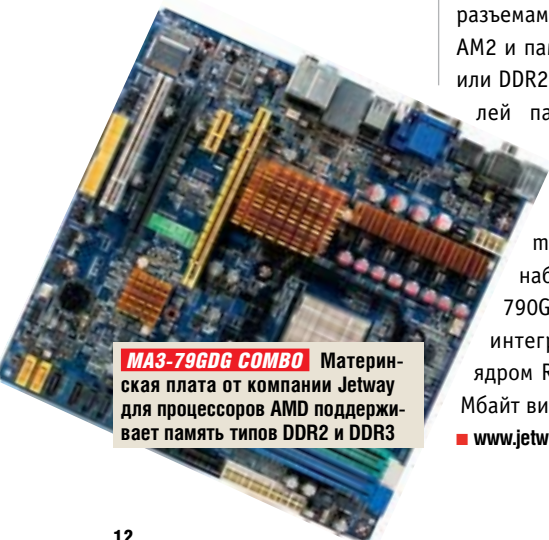 разъемам
AM2 и па
или DDR2
лей па
m
наб
790G
интегр
ядром R
Мбайт ви
www.jetw
MA3-79GDG COMBO Материн-
ская плата от компании Jetway
для процессоров AMD поддержи-
вает память типов DDR2 и DDR3
12